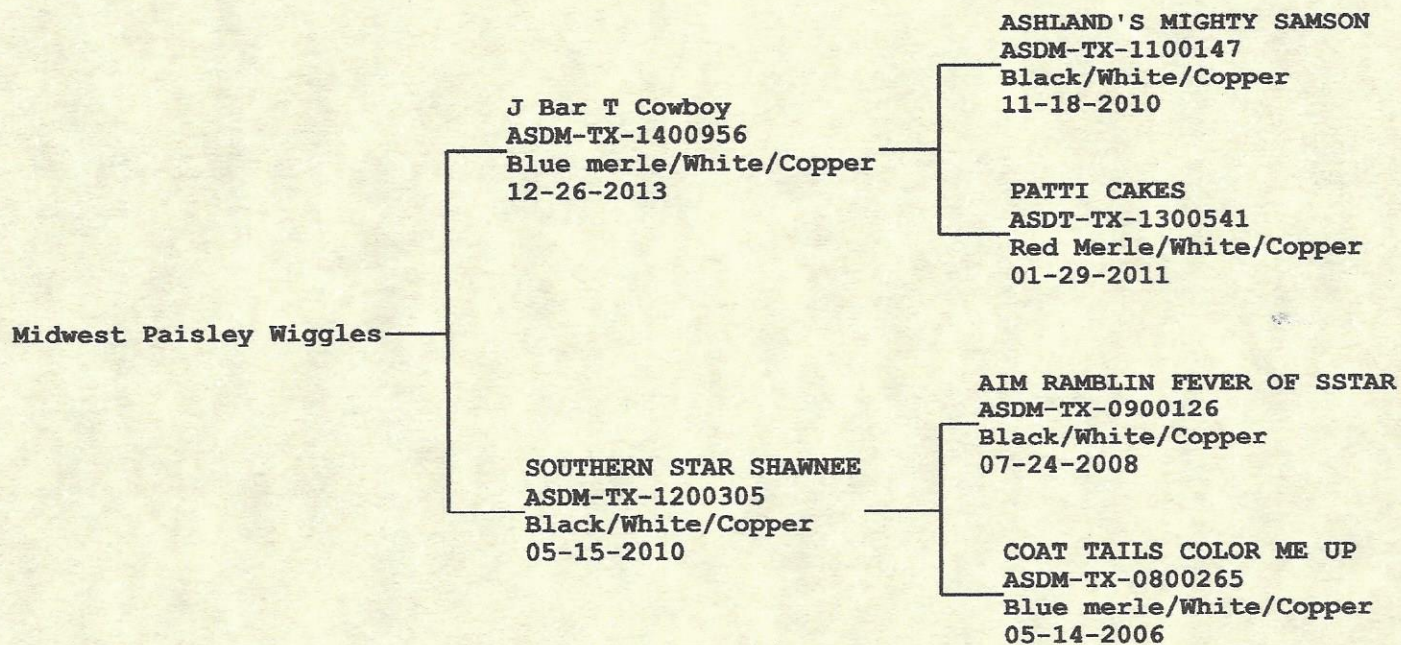 Midwest Paisley Wiggles
J Bar T Cowboy
ASDM-TX-1400956
Blue merle/White/Copper
12-26-2013
SOUTHERN STAR SHAWNEE
ASDM-TX-1200305
Black/White/Copper
05-15-2010
ASHLAND'S MIGHTY SAMSON
ASDM-TX-1100147
Black/White/Copper
11-18-2010
PATTI CAKES
ASDT-TX-1300541
Red Merle/White/Copper
01-29-2011
AIM RAMBLIN FEVER OF SSTAR
ASDM-TX-0900126
Black/White/Copper
07-24-2008
COAT TAILS COLOR ME UP
ASDM-TX-0800265
Blue merle/White/Copper
05-14-2006